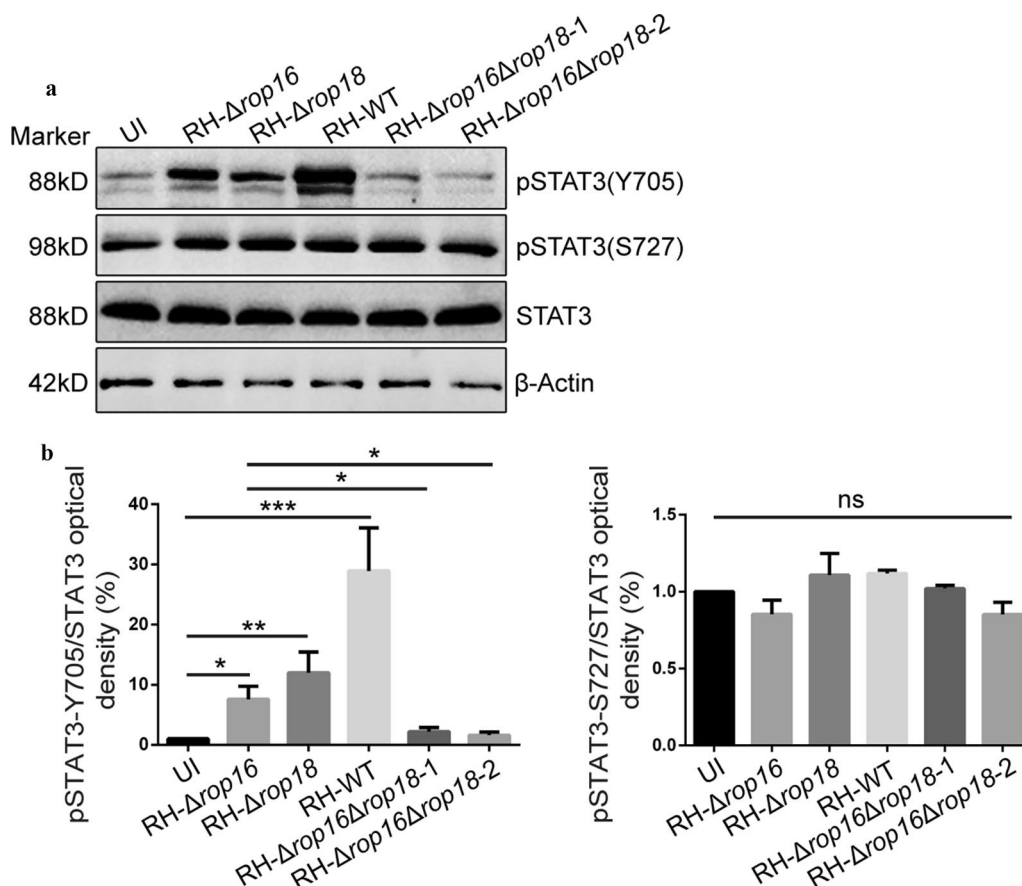 a
Marker
UI
RH-Δrop16
RH-Δrop18
RH-WT
RH-Δrop16Δrop18-1
RH-Δrop16Δrop18-2
88kD
pSTAT3(Y705)
98kD
pSTAT3(S727)
88kD
STAT3
42kD
β-Actin
b
pSTAT3-Y705/STAT3 optical
density (%)
40
30
20
10
0
*
*
***
**
*
UI
RH-Δrop16
RH-Δrop18
RH-WT
RH-Δrop16Δrop18-1
RH-Δrop16Δrop18-2
pSTAT3-S727/STAT3 optical
density (%)
1.5
1.0
0.5
0.0
ns
UI
RH-Δrop16
RH-Δrop18
RH-WT
RH-Δrop16Δrop18-1
RH-Δrop16Δrop18-2